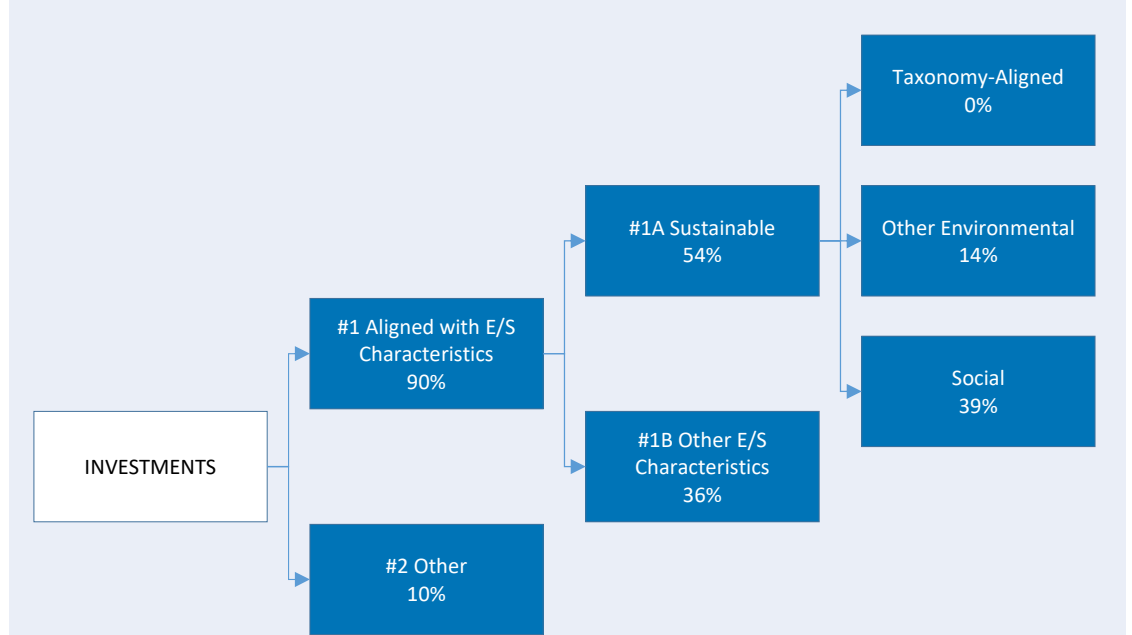 INVESTMENTS
#1 Aligned with E/S
Characteristics
90%
#2 Other
10%
#1A Sustainable
54%
#1B Other E/S
Characteristics
36%
Taxonomy-Aligned
0%
Other Environmental
14%
Social
39%